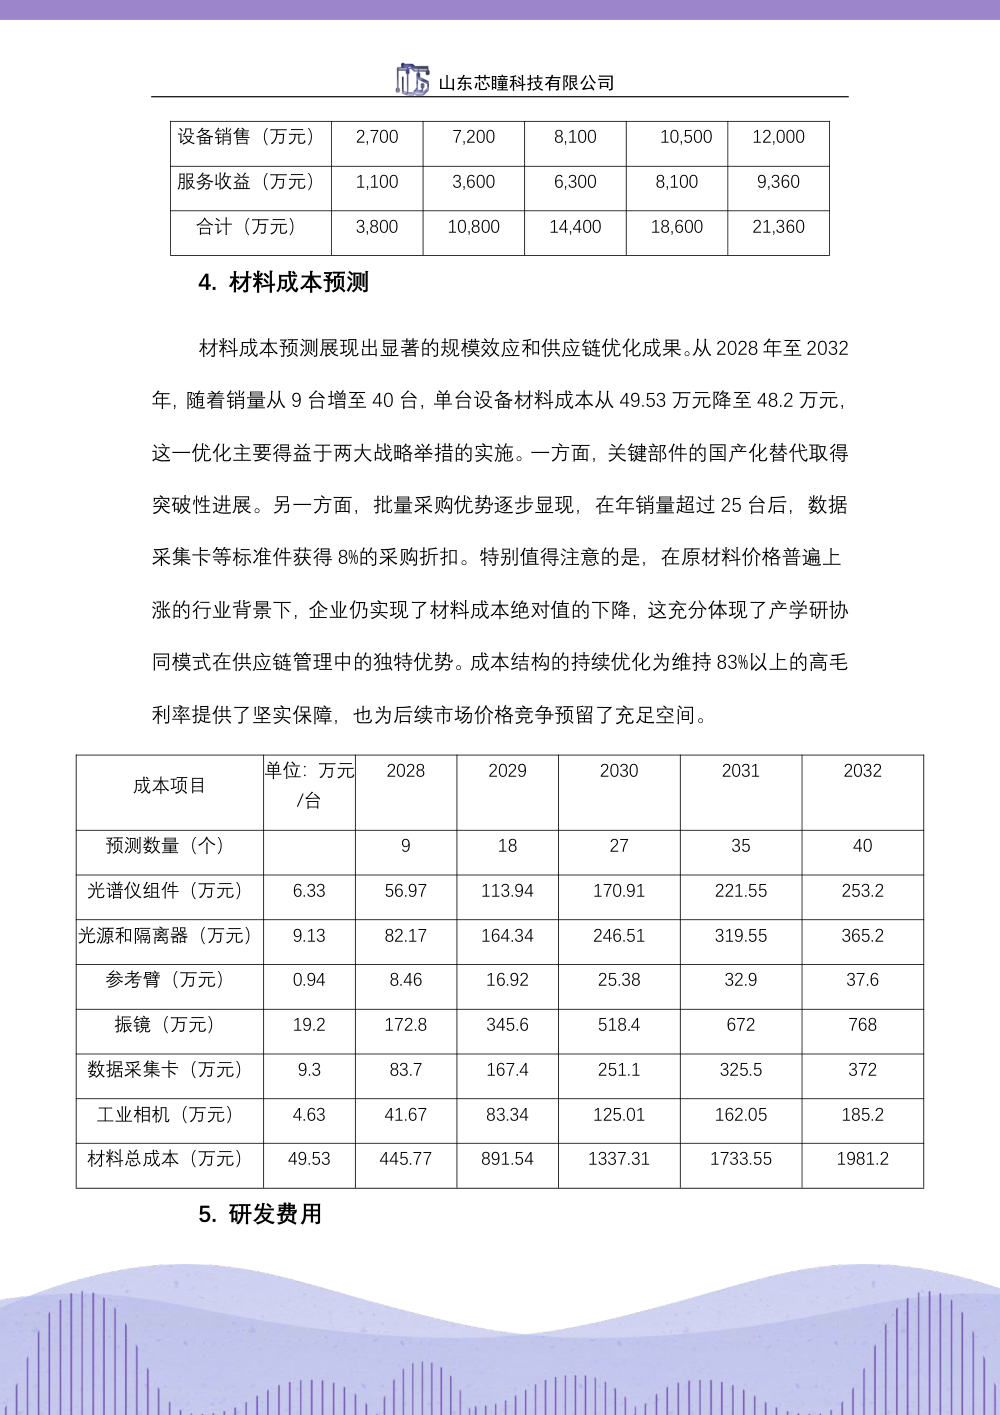 山东芯瞳科技有限公司
设备销售（万元） 2,700 7,200 8,100 10,500 12,000
服务收益（万元） 1,100 3,600 6,300 8,100 9,360
合计（万元） 3,800 10,800 14,400 18,600 21,360
4. 材料成本预测
材料成本预测展现出显著的规模效应和供应链优化成果。从 2028 年至 2032
年，随着销量从 9 台增至 40 台，单台设备材料成本从 49.53 万元降至 48.2 万元，
这一优化主要得益于两大战略举措的实施。一方面，关键部件的国产化替代取得
突破性进展。另一方面，批量采购优势逐步显现，在年销量超过 25 台后，数据
采集卡等标准件获得 8%的采购折扣。特别值得注意的是，在原材料价格普遍上
涨的行业背景下，企业仍实现了材料成本绝对值的下降，这充分体现了产学研协
同模式在供应链管理中的独特优势。成本结构的持续优化为维持 83%以上的高毛
利率提供了坚实保障，也为后续市场价格竞争预留了充足空间。
成本项目 单位：万元/台 2028 2029 2030 2031 2032
预测数量（个） 9 18 27 35 40
光谱仪组件（万元） 6.33 56.97 113.94 170.91 221.55 253.2
光源和隔离器（万元） 9.13 82.17 164.34 246.51 319.55 365.2
参考臂（万元） 0.94 8.46 16.92 25.38 32.9 37.6
振镜（万元） 19.2 172.8 345.6 518.4 672 768
数据采集卡（万元） 9.3 83.7 167.4 251.1 325.5 372
工业相机（万元） 4.63 41.67 83.34 125.01 162.05 185.2
材料总成本（万元） 49.53 445.77 891.54 1337.31 1733.55 1981.2
5. 研发费用